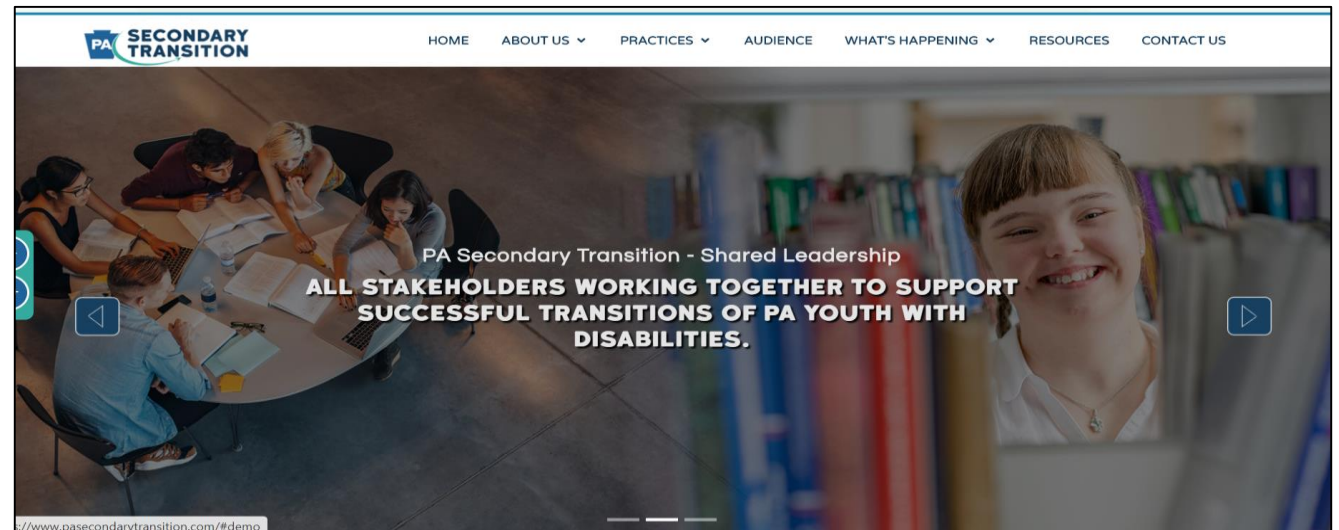 PA SECONDARY
TRANSITION
HOME ABOUT US PRACTICES AUDIENCE WHAT'S HAPPENING RESOURCES CONTACT US
PA Secondary Transition - Shared Leadership
ALL STAKEHOLDERS WORKING TOGETHER TO SUPPORT
SUCCESSFUL TRANSITIONS OF PA YOUTH WITH
DISABILITIES.
s://www.pasecondarytransition.com/#demo